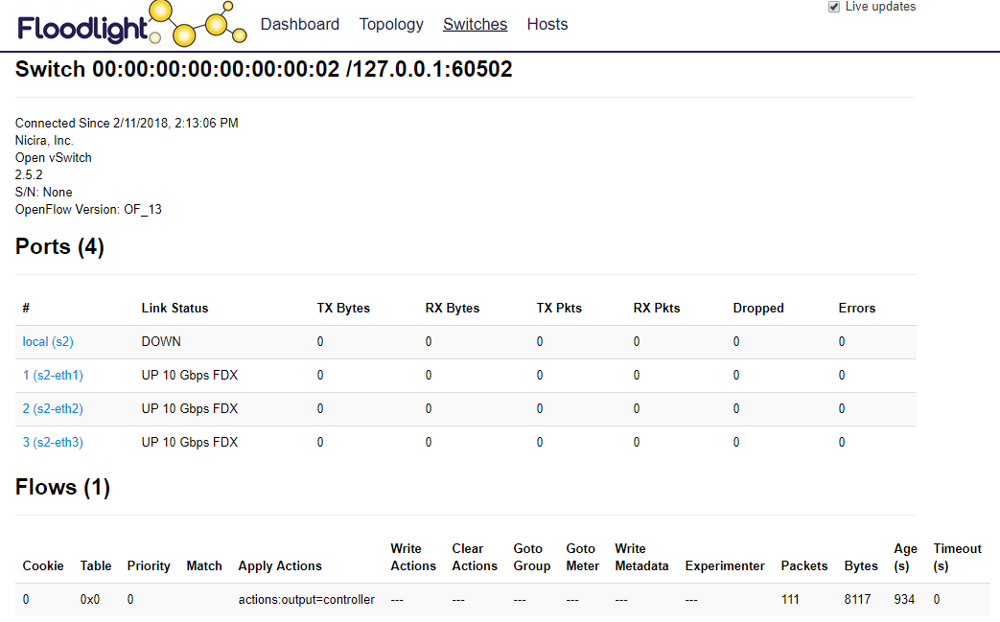 Floodlight Dashboard Topology Switches Hosts Live updates
Switch 00:00:00:00:00:00:00:02 /127.0.0.1:60502
Connected Since 2/11/2018, 2:13:06 PM
Nicira, Inc.
Open vSwitch
2.5.2
S/N: None
OpenFlow Version: OF_13
Ports (4)
# Link Status TX Bytes RX Bytes TX Pkts RX Pkts Dropped Errors
local (s2) DOWN 0 0 0 0 0 0
1 (s2-eth1) UP 10 Gbps FDX 0 0 0 0 0 0
2 (s2-eth2) UP 10 Gbps FDX 0 0 0 0 0 0
3 (s2-eth3) UP 10 Gbps FDX 0 0 0 0 0 0
Flows (1)
Cookie Table Priority Match Apply Actions Write Actions Clear Actions Goto Group Goto Meter Write Metadata Experimenter Packets Bytes Age (s) Timeout (s)
0 0x0 0 actions:output=controller --- --- --- --- --- --- 111 8117 934 0